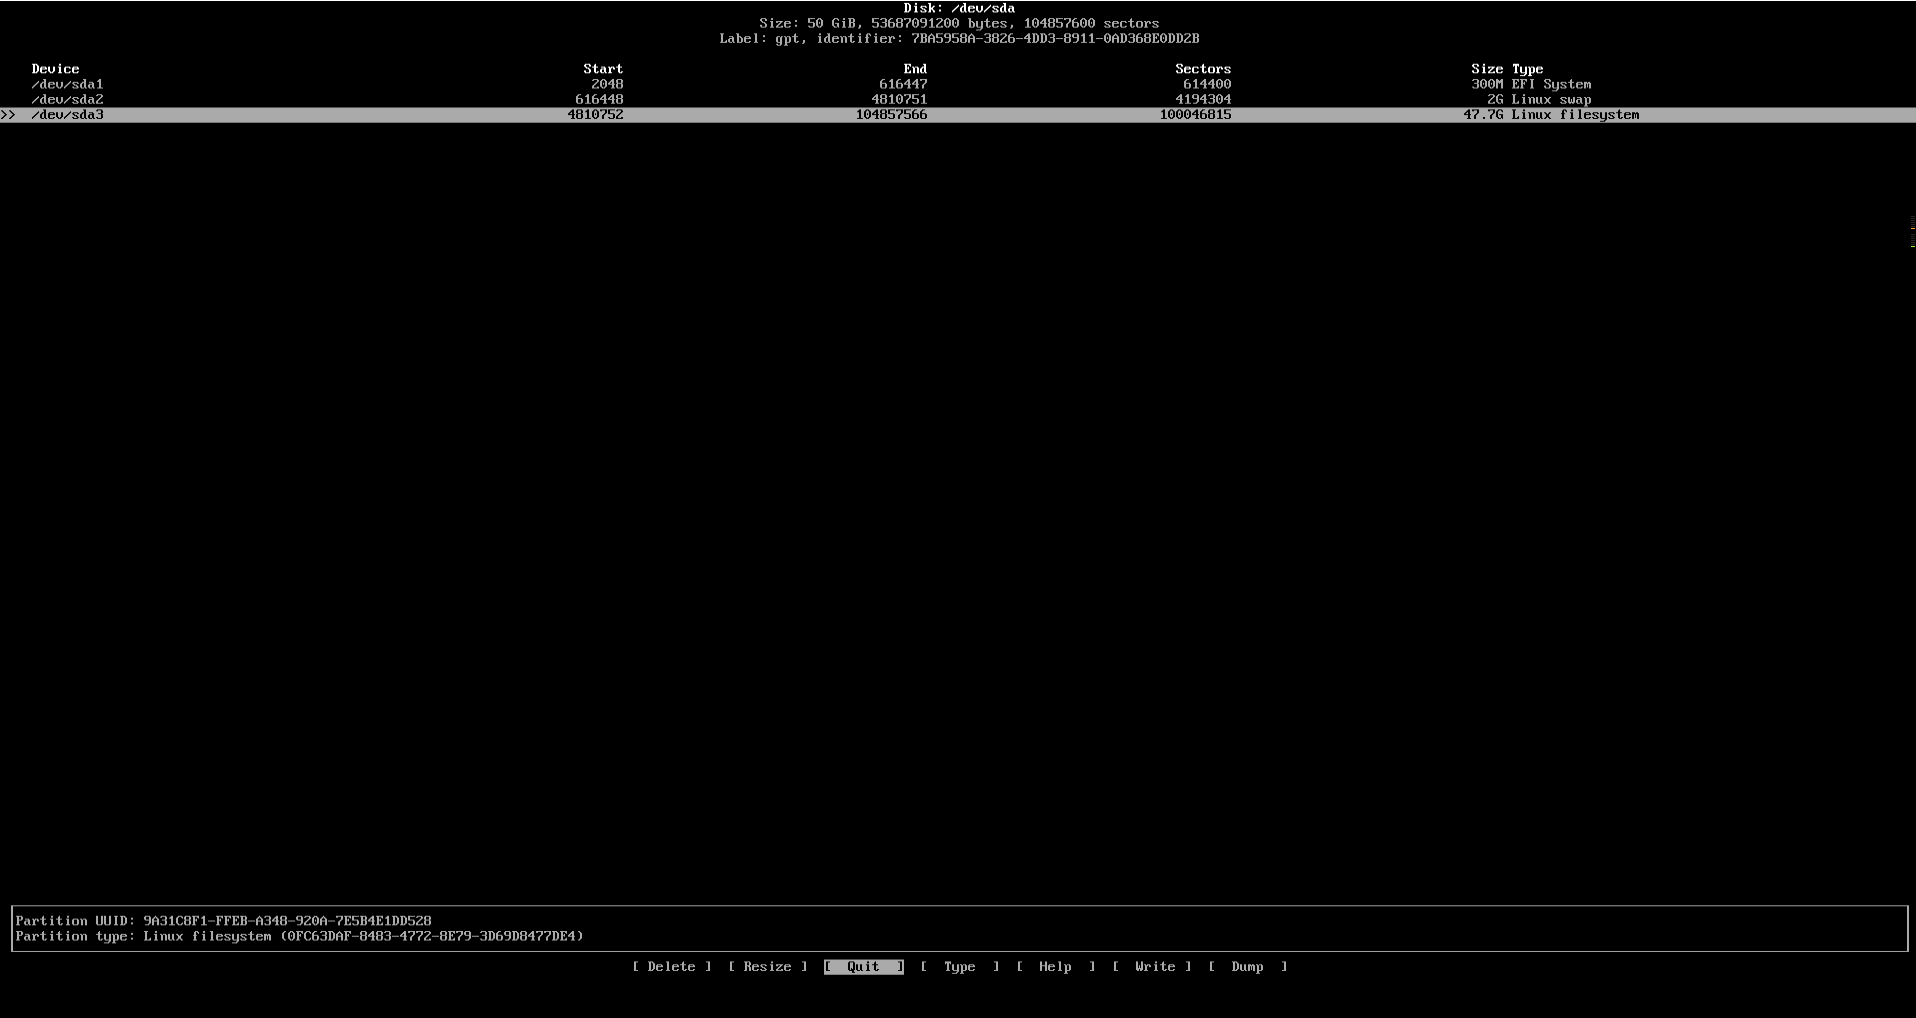 Disk: /dev/sda
Size: 50 GiB, 53687091200 bytes, 104857600 sectors
Label: gpt, identifier: 7BA5958A-3826-4DD3-8911-0AD368E0DD2B
Device Start End Sectors Size Type
/dev/sda1 2048 616447 614400 300M EFI System
/dev/sda2 616448 4810751 4194304 2G Linux swap
>> /dev/sda3 4810752 104857566 100046815 47.7G Linux filesystem
Partition UUID: 9A31C8F1-FFEB-A348-920A-7E5B4E1DD528
Partition type: Linux filesystem (0FC63DAF-8483-4772-8E79-3D69D8477DE4)
[ Delete ] [ Resize ] [ Quit ] [ Type ] [ Help ] [ Write ] [ Dump ]